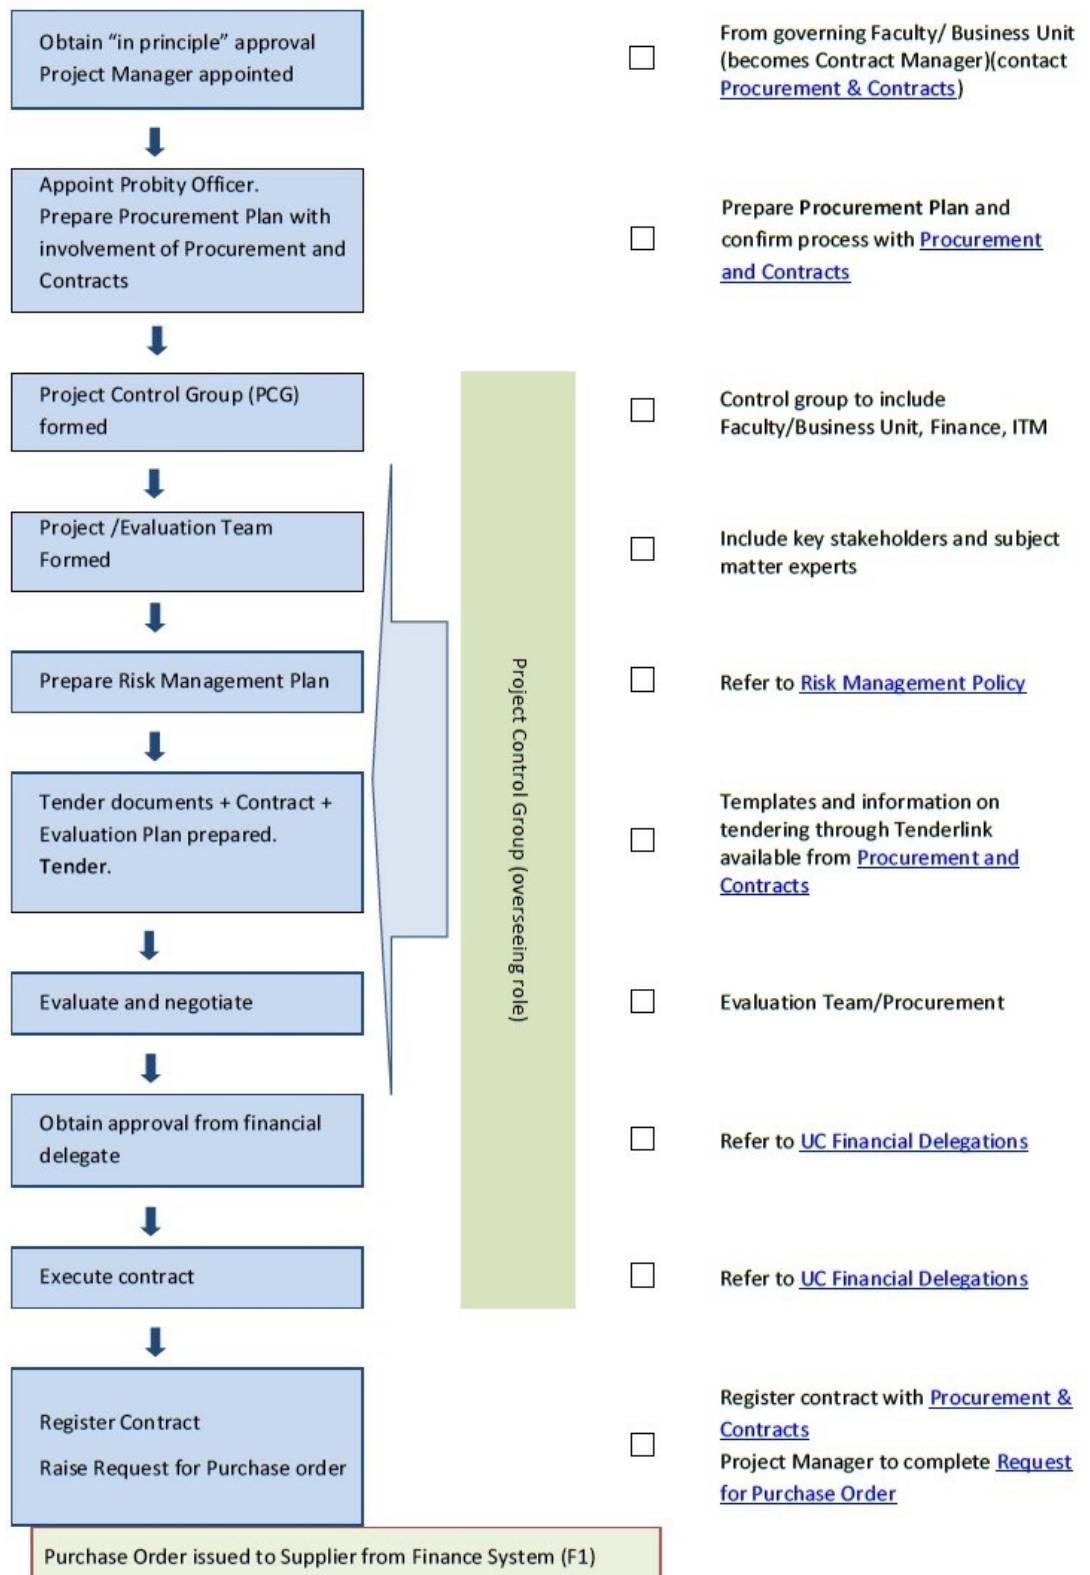 Obtain “in principle” approval
Project Manager appointed
From governing Faculty/ Business Unit
(becomes Contract Manager)(contact
Procurement & Contracts)
Appoint Probity Officer.
Prepare Procurement Plan with
involvement of Procurement and
Contracts
Prepare Procurement Plan and
confirm process with Procurement
and Contracts
Project Control Group (PCG)
formed
Control group to include
Faculty/Business Unit, Finance, ITM
Project /Evaluation Team
Formed
Include key stakeholders and subject
matter experts
Prepare Risk Management Plan
Refer to Risk Management Policy
Project Control Group (overseeing role)
Tender documents + Contract +
Evaluation Plan prepared.
Tender.
Templates and information on
tendering through Tenderlink
available from Procurement and
Contracts
Evaluate and negotiate
Evaluation Team/Procurement
Obtain approval from financial
delegate
Refer to UC Financial Delegations
Execute contract
Refer to UC Financial Delegations
Register Contract
Raise Request for Purchase order
Register contract with Procurement &
Contracts
Project Manager to complete Request
for Purchase Order
Purchase Order issued to Supplier from Finance System (F1)